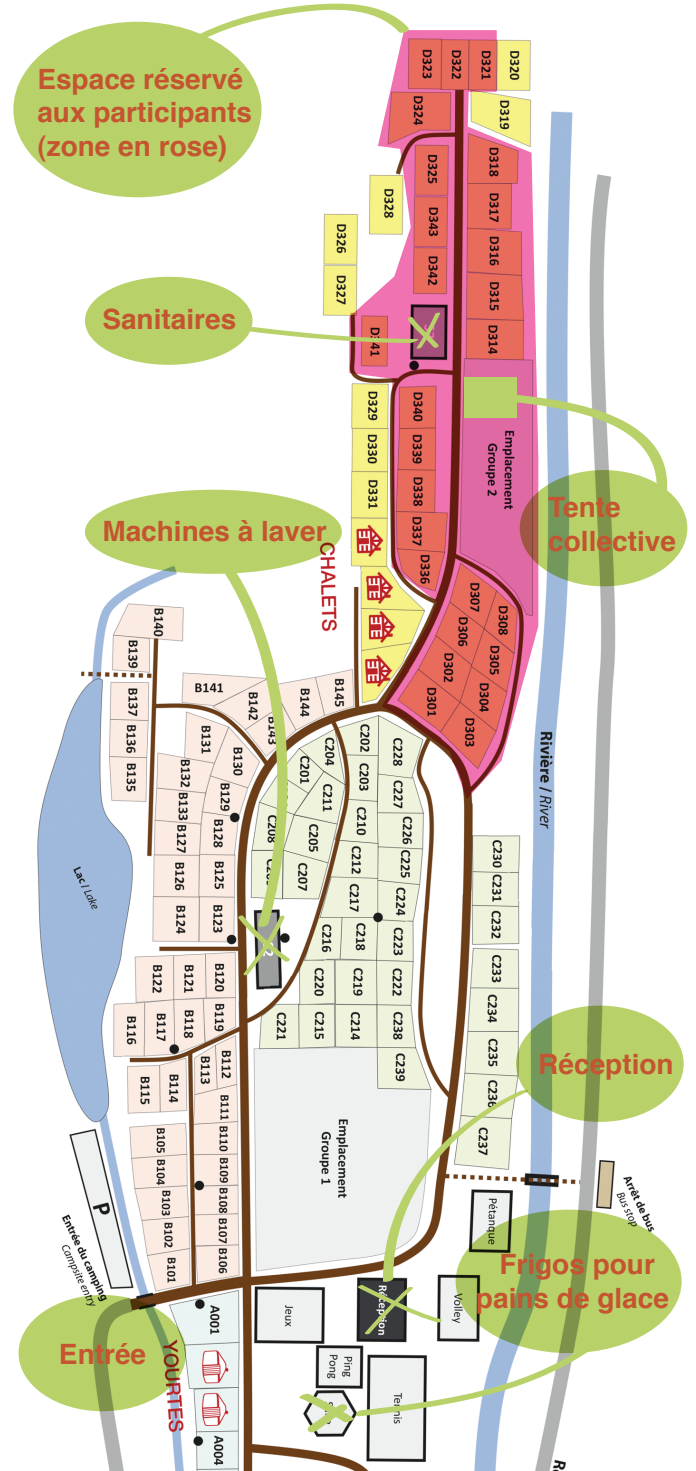 Espace réservé
aux participants
(zone en rose)
D323
D322
D321
D320
D324
D319
D318
D325
D328
D317
D343
D326
D316
D342
D327
D315
Sanitaires
D314
D340
D329
D339
D330
D338
D331
D337
D336
Emplacement
Groupe 2
Tente
collective
Machines à laver
CHALETS
D307
D308
D306
D305
D302
D304
D301
D303
Rivière / River
B140
B139
B137
B136
B135
B141
B142
B143
B144
B145
B131
B130
B132
B129
B133
B128
B127
B126
B125
B124
B123
Lac / Lake
C204
C202
C228
C201
C203
C227
C211
C210
C226
C208
C205
C212
C225
C207
C217
C224
C216
C218
C223
C220
C219
C222
C221
C215
C214
C238
C239
C230
C231
C232
C233
C234
C235
C236
C237
B122
B121
B120
B116
B117
B118
B119
B115
B114
B113
B112
B111
B105
B110
B104
B109
B103
B108
B102
B107
B101
B106
Emplacement
Groupe 1
Réception
Arrêt de bus
Bus stop
Pétanque
P
Entrée du camping
Campsite entry
Frigos pour
pains de glace
Entrée
Jeux
Réception
Volley
Ping
Pong
Tennis
A001
YOURTES
A004